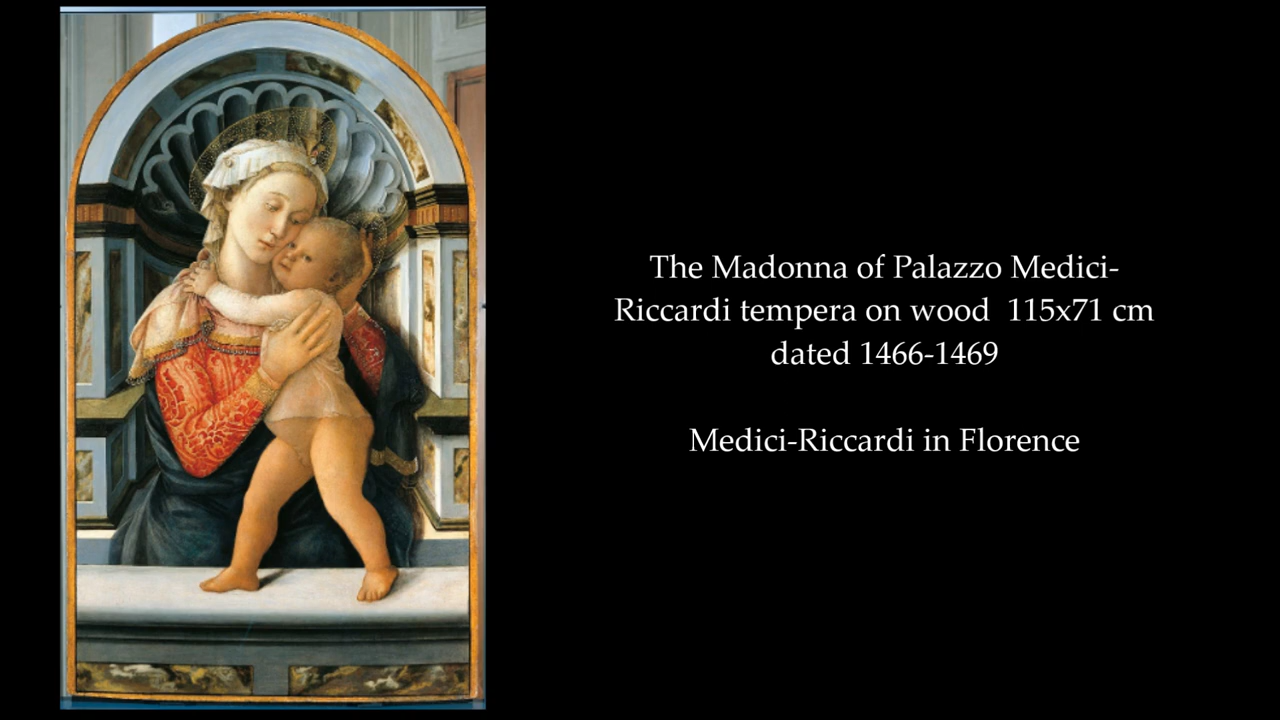 The Madonna of Palazzo Medici-
Riccardi tempera on wood  115x71 cm
dated 1466-1469
Medici-Riccardi in Florence